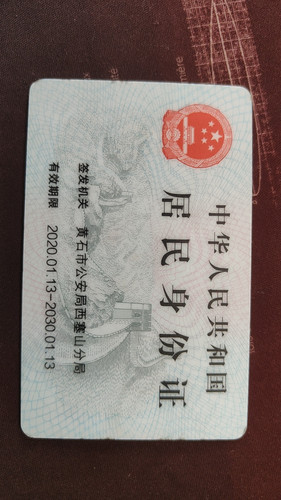 中华人民共和国
居民身份证
签发机关 黄石市公安局西塞山分局
有效期限 2020.01.13-2030.01.13